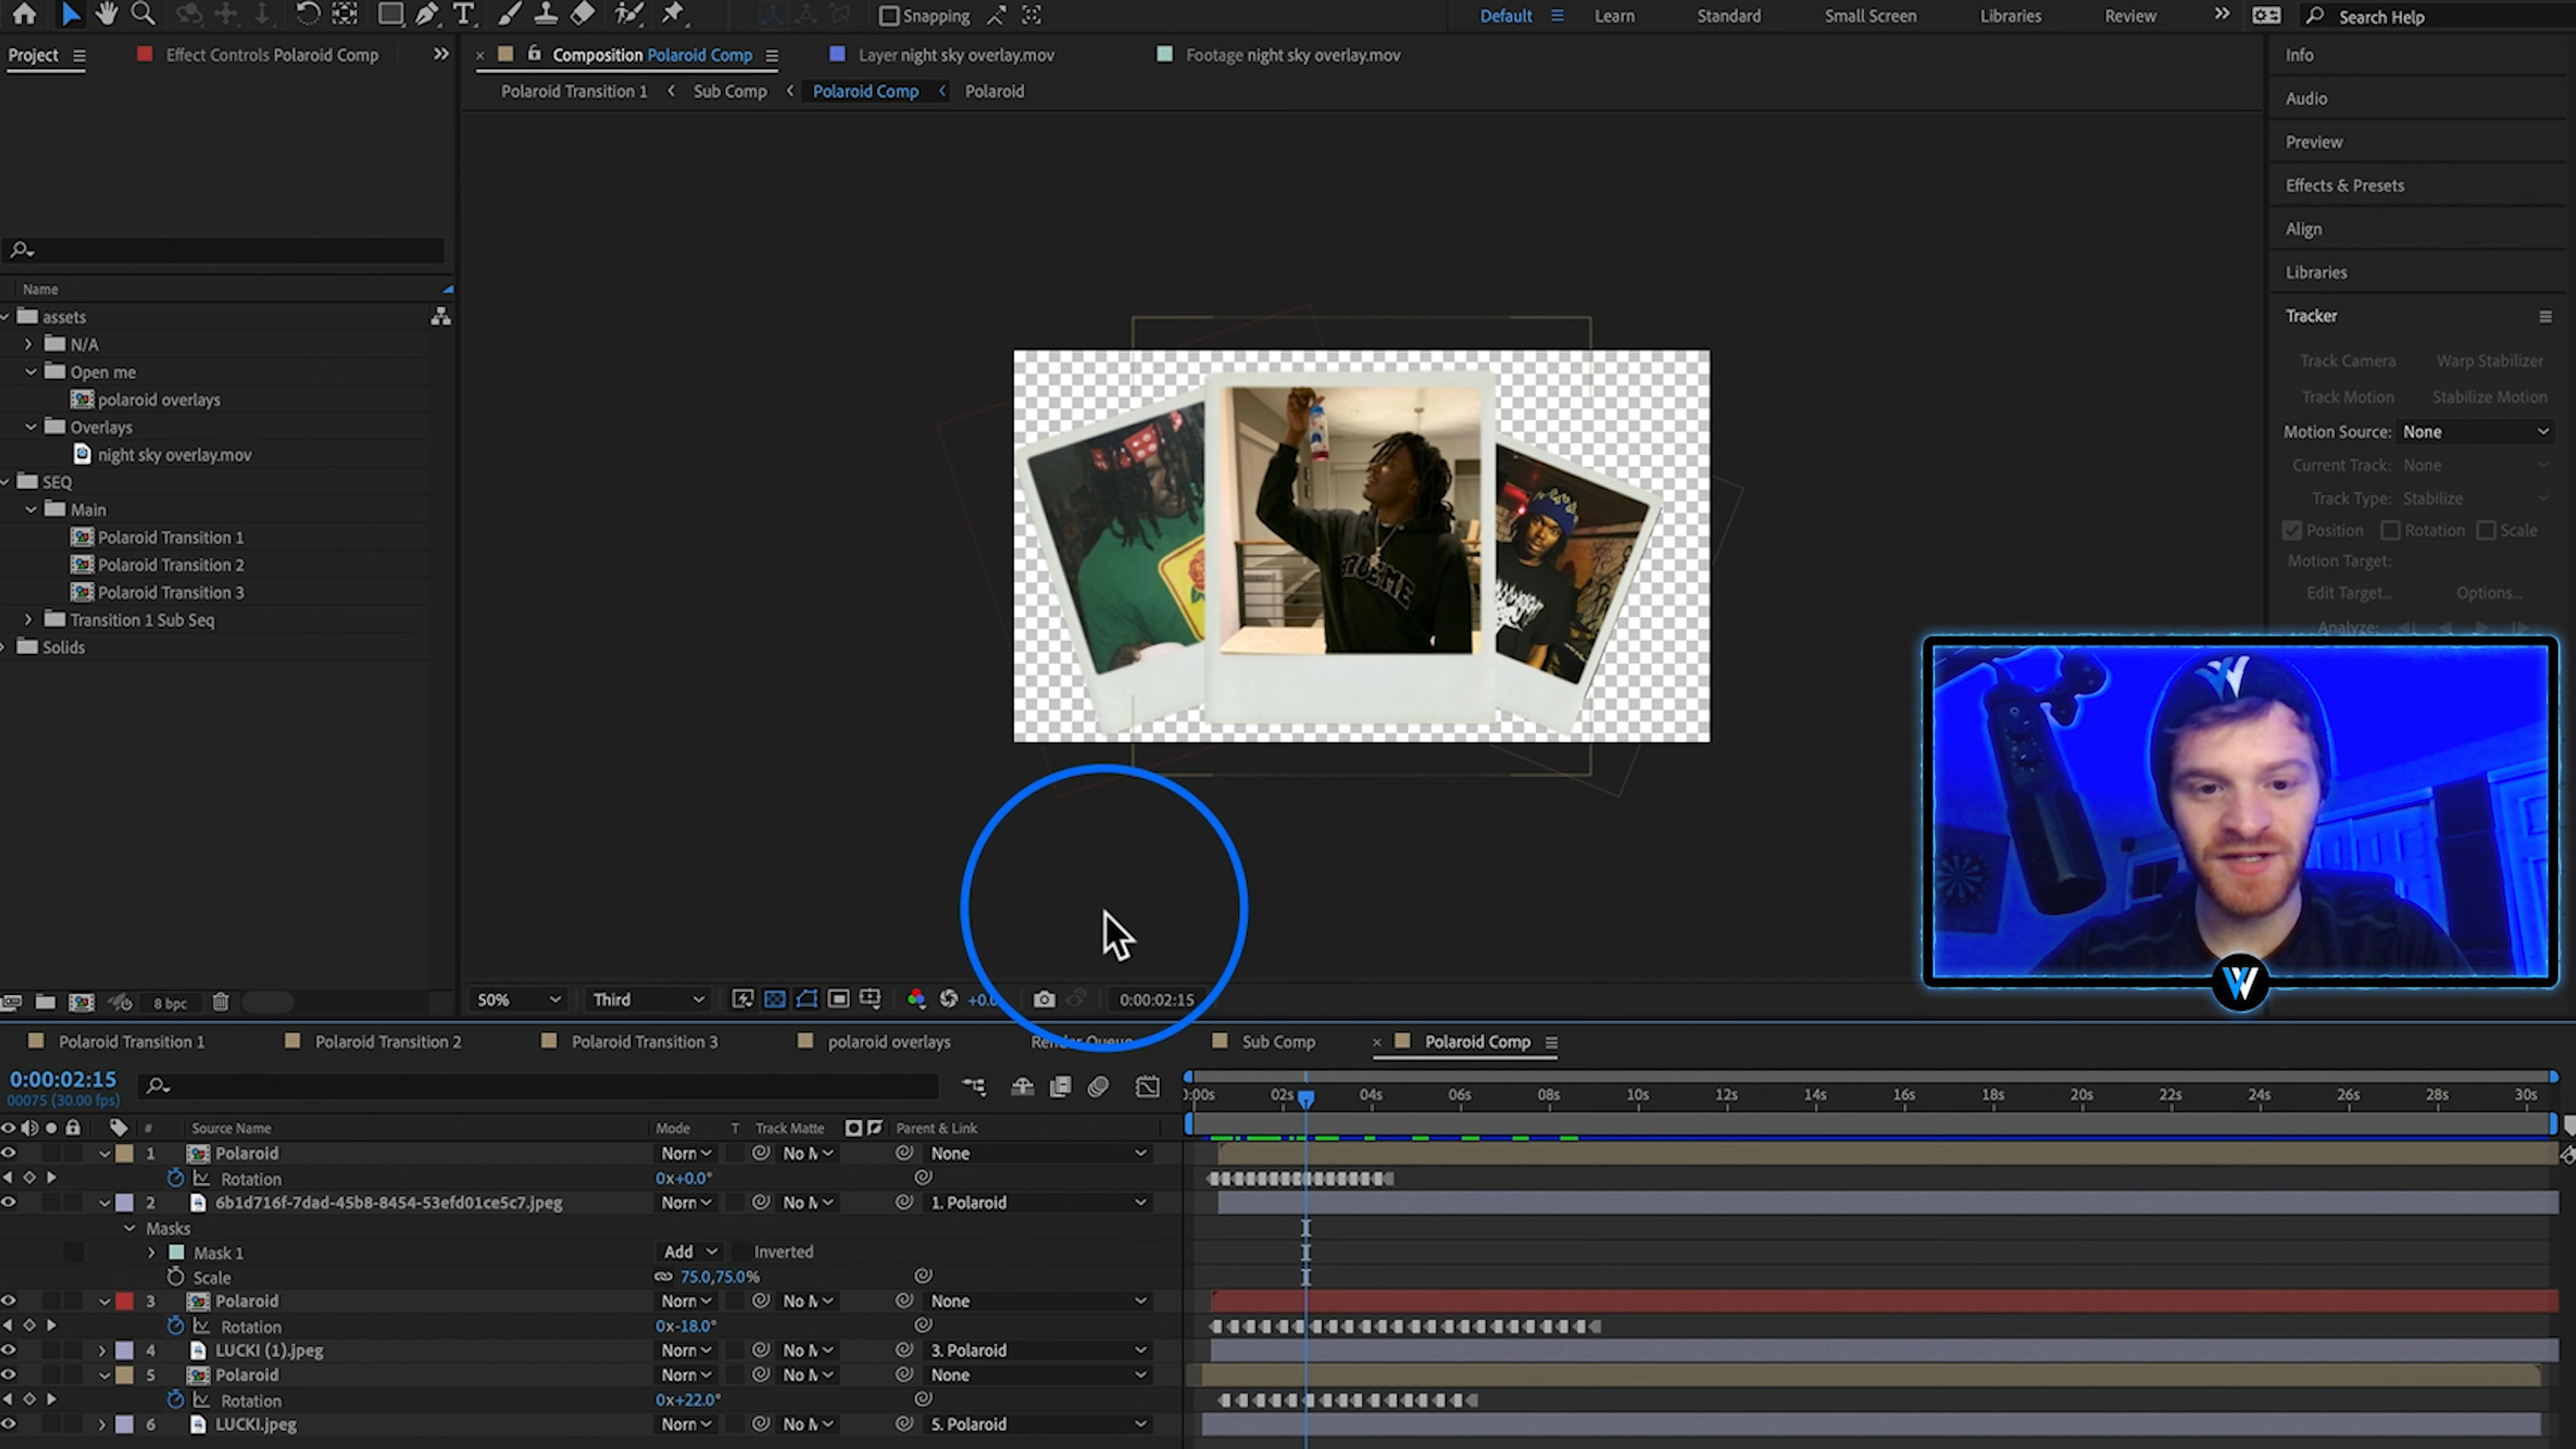 Snapping
Default
Learn
Standard
Small Screen
Libraries
Review
Search Help
Project
Effect Controls Polaroid Comp
Composition Polaroid Comp
Layer night sky overlay.mov
Footage night sky overlay.mov
Polaroid Transition 1
Sub Comp
Polaroid Comp
Polaroid
Info
Audio
Preview
Effects & Presets
Align
Libraries
Tracker
Track Camera Warp Stabilizer
Track Motion Stabilize Motion
Motion Source: None
Current Track: None
Track Type: Stabilize
Position Rotation Scale
Motion Target:
Edit Target... Options...
Analyze:
Name
assets
N/A
Open me
polaroid overlays
Overlays
night sky overlay.mov
SEQ
Main
Polaroid Transition 1
Polaroid Transition 2
Polaroid Transition 3
Transition 1 Sub Seq
Solids
8 bpc
50%
Third
+0.0
0:00:02:15
Polaroid Transition 1
Polaroid Transition 2
Polaroid Transition 3
polaroid overlays
Render Queue
Sub Comp
Polaroid Comp
0:00:02:15
00075 (30.00 fps)
0:00s 02s 04s 06s 08s 10s 12s 14s 16s 18s 20s 22s 24s 26s 28s 30s
# Source Name Mode T Track Matte Parent & Link
1 Polaroid Norm No M None
Rotation 0x+0.0°
2 6b1d716f-7dad-45b8-8454-53efd01ce5c7.jpeg Norm No M 1. Polaroid
Masks
Mask 1 Add Inverted
Scale 75.0,75.0%
3 Polaroid Norm No M None
Rotation 0x-18.0°
4 LUCKI (1).jpeg Norm No M 3. Polaroid
5 Polaroid Norm No M None
Rotation 0x+22.0°
6 LUCKI.jpeg Norm No M 5. Polaroid